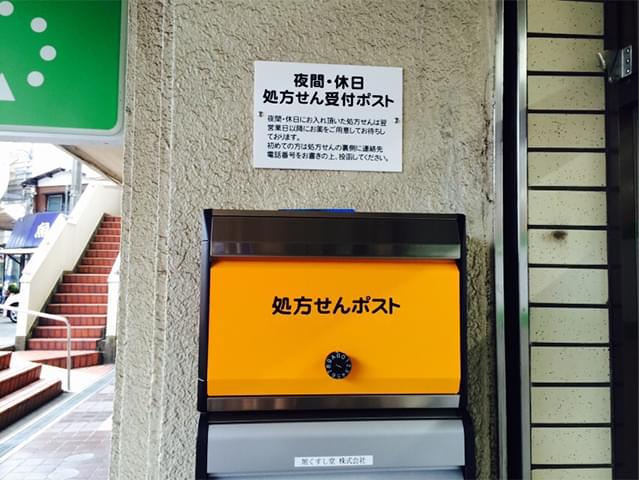 夜間・休日
処方せん受付ポスト
夜間・休日にお入れ頂いた処方せんは翌
営業日以降にお薬をご用意してお待ちし
ております。
初めての方は処方せんの裏側に連絡先
電話番号をお書きの上、投函してください。
処方せんポスト
旭くすし堂 株式会社